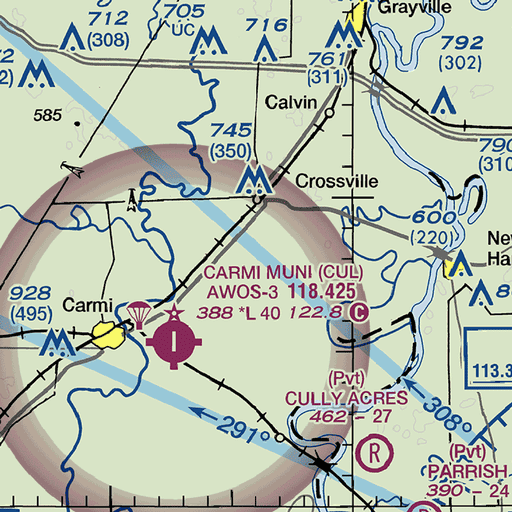 712
(308)
705
UC
716
Grayville
761
(311)
792
(302)
585
Calvin
745
(350)
790
(310
Crossville
600
(220)
New
Ha
CARMI MUNI (CUL)
AWOS-3 118.425
388 *L 40 122.8 C
928
(495)
Carmi
8
113.3
(Pvt)
CULLY ACRES
462 - 27
308°
291°
R
(Pvt)
PARRISH
390 - 24